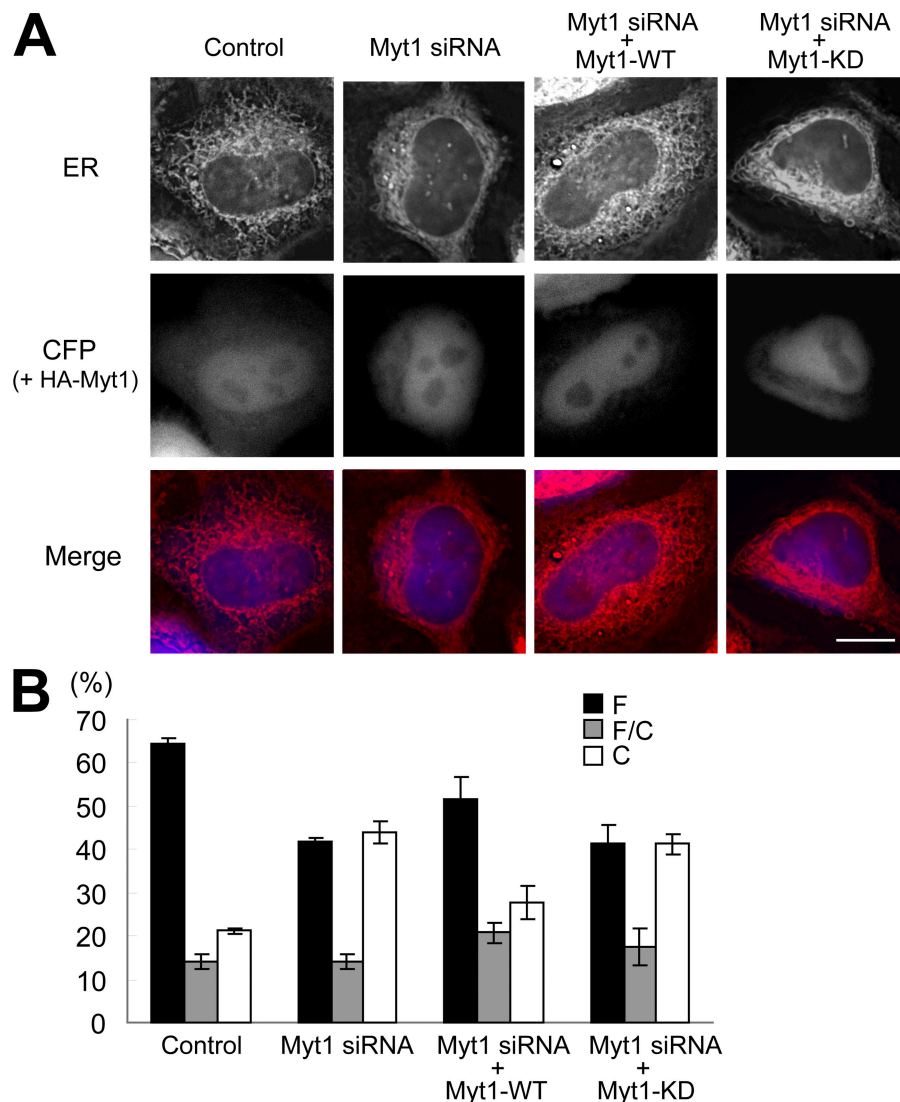 A
Control
Myt1 siRNA
Myt1 siRNA
+
Myt1-WT
Myt1 siRNA
+
Myt1-KD
ER
CFP
(+ HA-Myt1)
Merge
B
(%)
F
F/C
C
70
60
50
40
30
20
10
0
Control
Myt1 siRNA
Myt1 siRNA
+
Myt1-WT
Myt1 siRNA
+
Myt1-KD